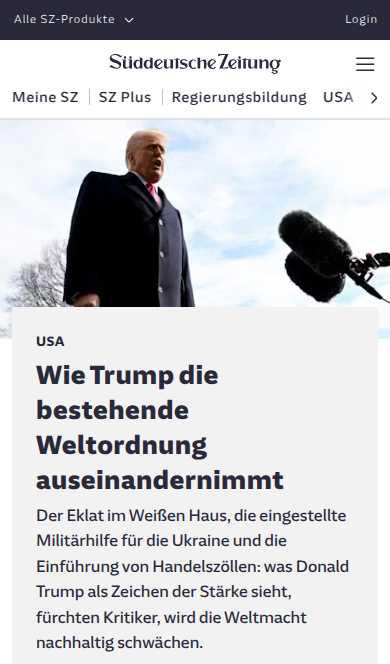 Alle SZ-Produkte
Login
Süddeutsche Zeitung
Meine SZ
SZ Plus
Regierungsbildung
USA
USA
Wie Trump die
bestehende
Weltordnung
auseinandernimmt
Der Eklat im Weißen Haus, die eingestellte
Militärhilfe für die Ukraine und die
Einführung von Handelszöllen: was Donald
Trump als Zeichen der Stärke sieht,
fürchten Kritiker, wird die Weltmacht
nachhaltig schwächen.